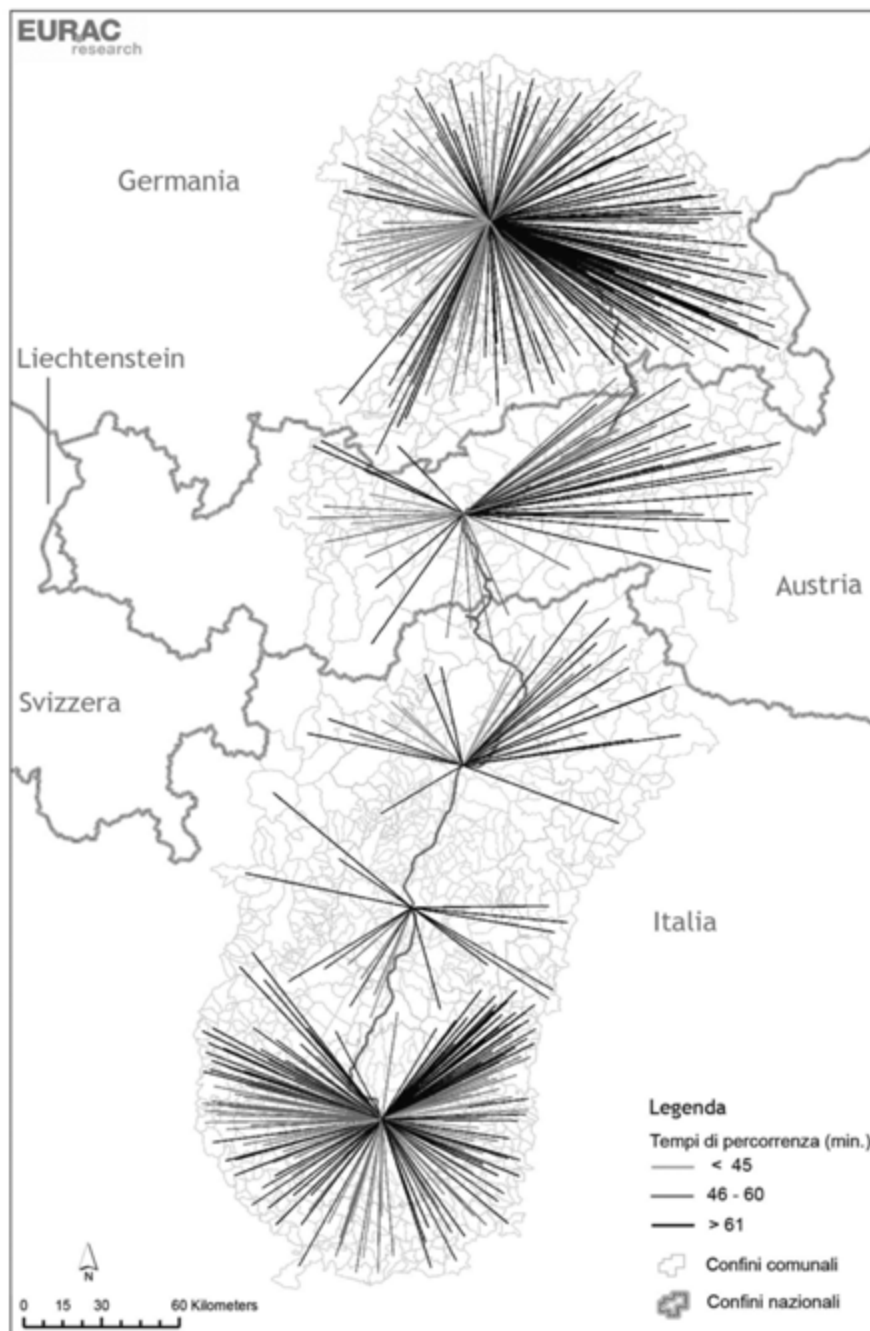 EURAC
research
Germania
Liechtenstein
Austria
Svizzera
Italia
Legenda
Tempi di percorrenza (min.)
< 45
46 - 60
> 61
Confini comunali
Confini nazionali
N
0 15 30 60 Kilometers